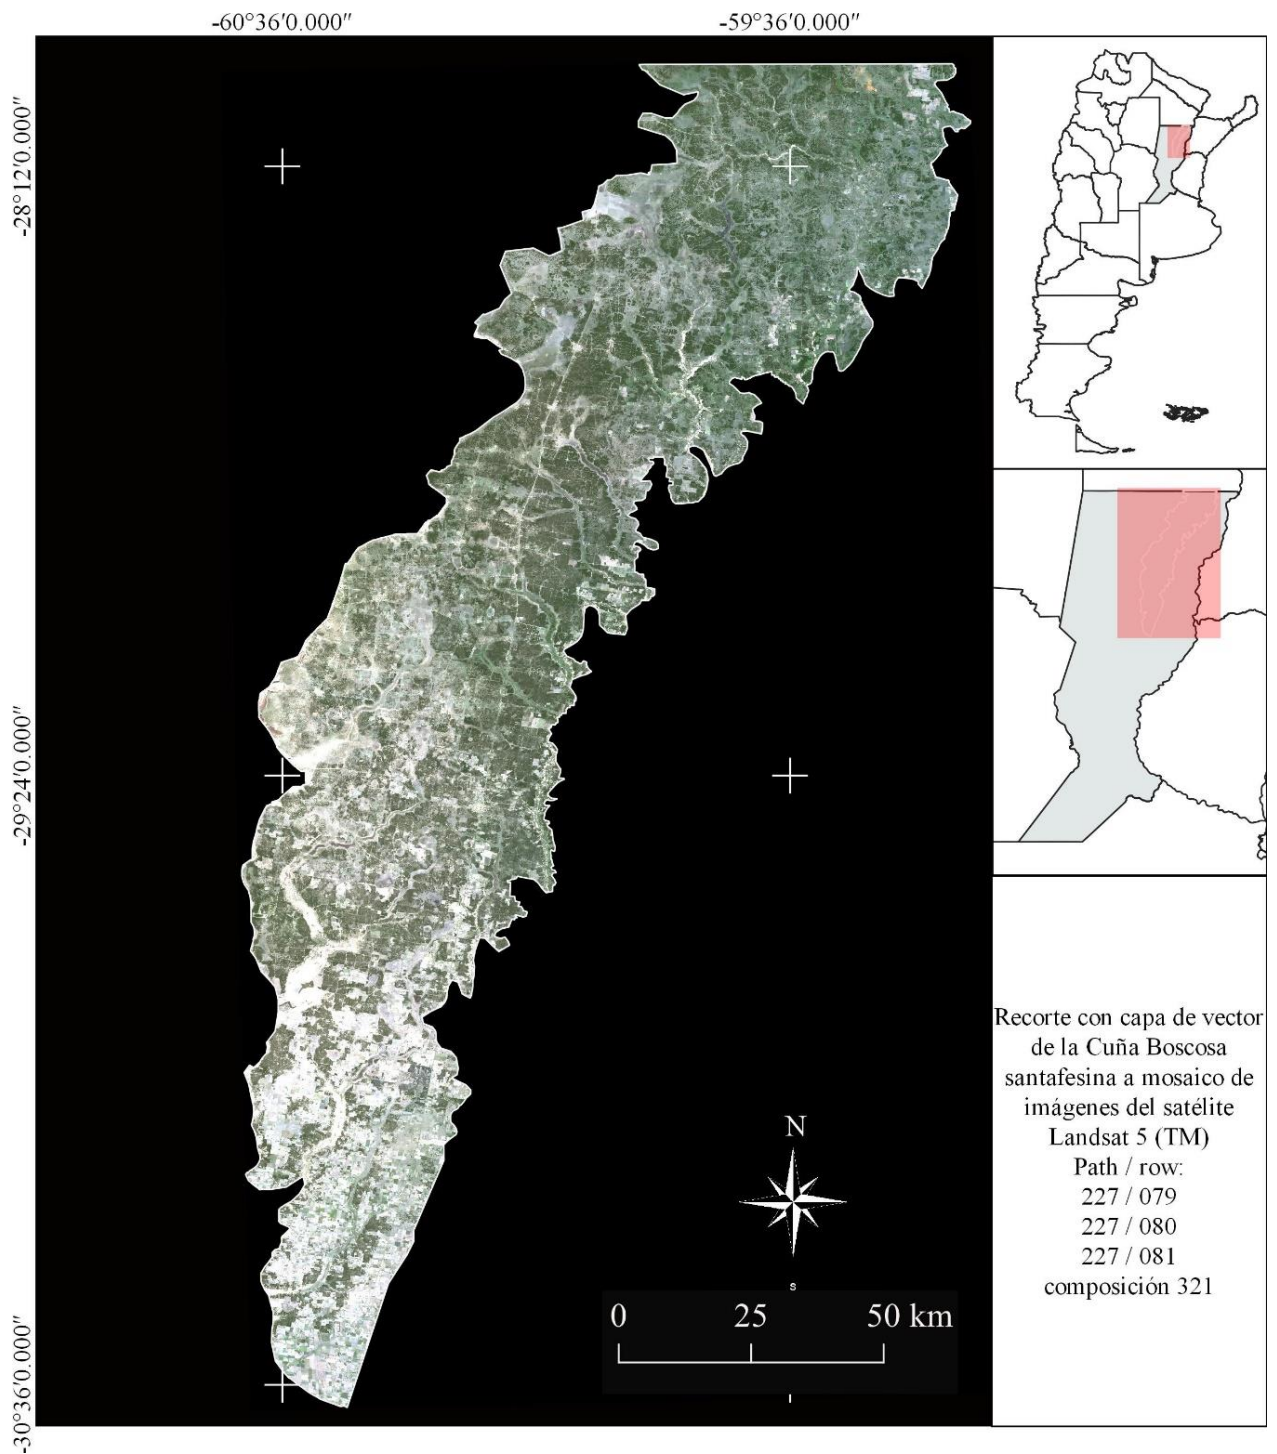 -60°36'0.000"
-59°36'0.000"
-28°12'0.000"
-29°24'0.000"
-30°36'0.000"
N
s
0 25 50 km
Recorte con capa de vector
de la Cuña Boscosa
santafesina a mosaico de
imágenes del satélite
Landsat 5 (TM)
Path / row:
227 / 079
227 / 080
227 / 081
composición 321